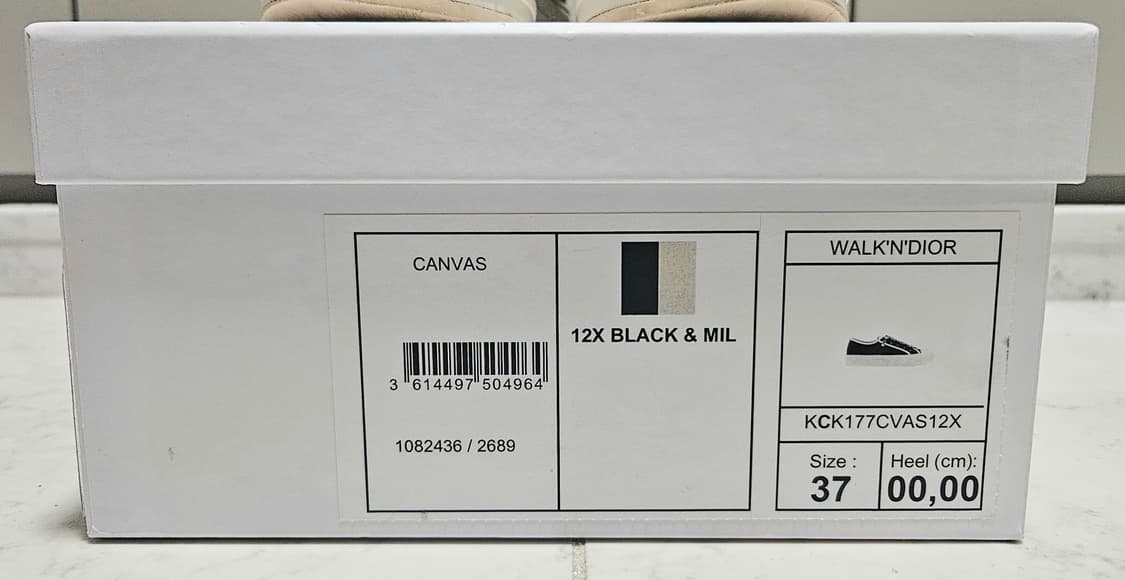 CANVAS
3 614497 504964
1082436 / 2689
12X BLACK & MIL
WALK'N'DIOR
KCK177CVAS12X
Size :
37
Heel (cm):
00,00